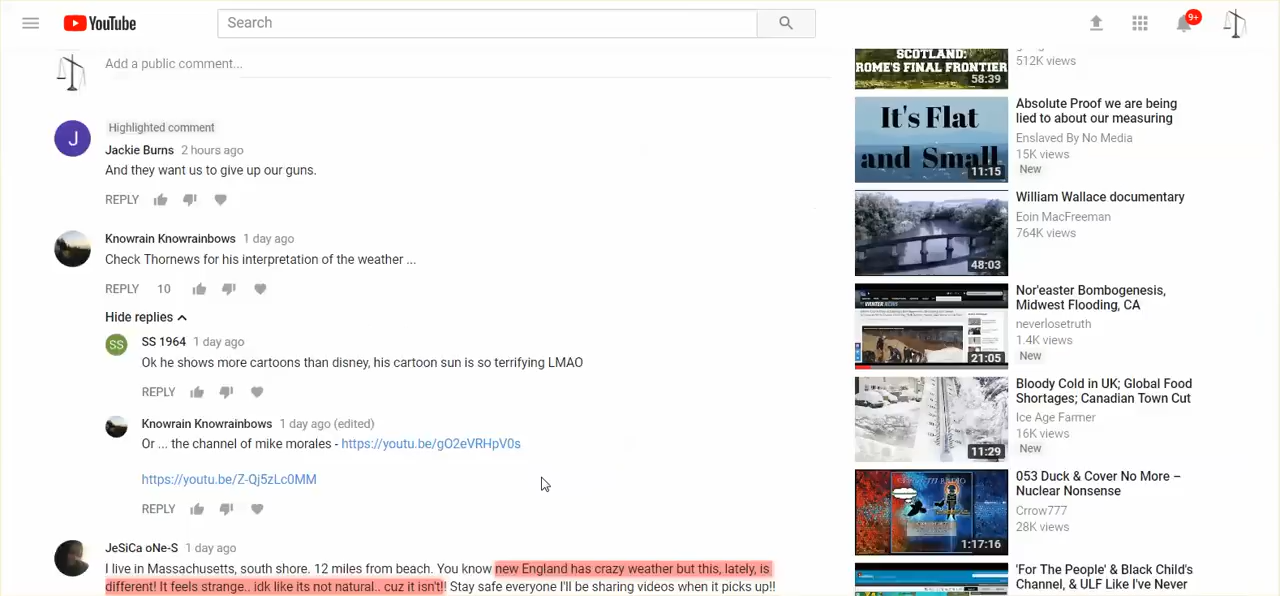 YouTube
Search
9+
Add a public comment...
Highlighted comment
J
Jackie Burns 2 hours ago
And they want us to give up our guns.
REPLY
Knowrain Knowrainbows 1 day ago
Check Thornews for his interpretation of the weather ...
REPLY 10
Hide replies
SS
SS 1964 1 day ago
Ok he shows more cartoons than disney, his cartoon sun is so terrifying LMAO
REPLY
Knowrain Knowrainbows 1 day ago (edited)
Or ... the channel of mike morales - https://youtu.be/gO2eVRHpV0s
https://youtu.be/Z-Qj5zLc0MM
REPLY
JeSiCa oNe-S 1 day ago
I live in Massachusetts, south shore. 12 miles from beach. You know new England has crazy weather but this, lately, is
different! It feels strange.. idk like its not natural.. cuz it isn't!! Stay safe everyone I'll be sharing videos when it picks up!!
SCOTLAND:
ROME'S FINAL FRONTIER
58:39
512K views
It's Flat
and Small
11:15
Absolute Proof we are being
lied to about our measuring
Enslaved By No Media
15K views
New
48:03
William Wallace documentary
Eoin MacFreeman
764K views
21:05
Nor'easter Bombogenesis,
Midwest Flooding, CA
neverlosetruth
1.4K views
New
11:29
Bloody Cold in UK; Global Food
Shortages; Canadian Town Cut
Ice Age Farmer
16K views
New
1:17:16
053 Duck & Cover No More –
Nuclear Nonsense
Crrow777
28K views
'For The People' & Black Child's
Channel, & ULF Like I've Never